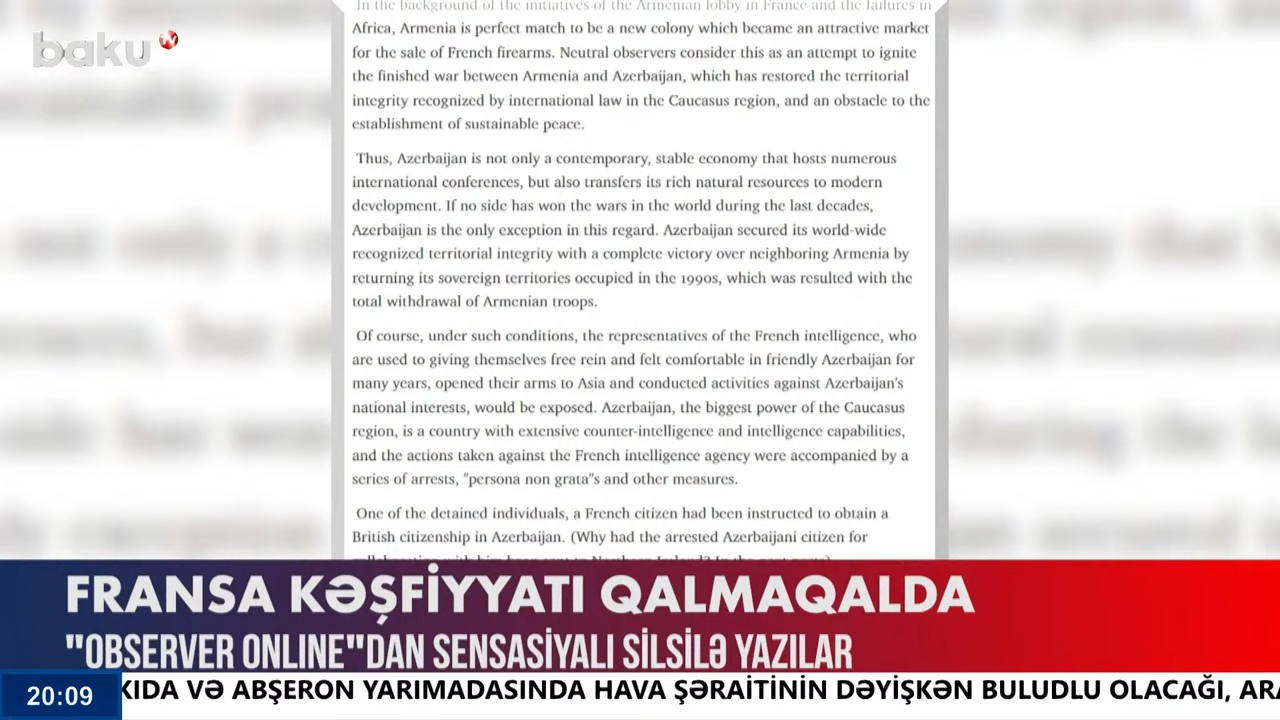 baku tv
In the background of the initiatives of the Armenian lobby in France and the failures in
Africa, Armenia is perfect match to be a new colony which became an attractive market
for the sale of French firearms. Neutral observers consider this as an attempt to ignite
the finished war between Armenia and Azerbaijan, which has restored the territorial
integrity recognized by international law in the Caucasus region, and an obstacle to the
establishment of sustainable peace.
Thus, Azerbaijan is not only a contemporary, stable economy that hosts numerous
international conferences, but also transfers its rich natural resources to modern
development. If no side has won the wars in the world during the last decades,
Azerbaijan is the only exception in this regard. Azerbaijan secured its world-wide
recognized territorial integrity with a complete victory over neighboring Armenia by
returning its sovereign territories occupied in the 1990s, which was resulted with the
total withdrawal of Armenian troops.
Of course, under such conditions, the representatives of the French intelligence, who
are used to giving themselves free rein and felt comfortable in friendly Azerbaijan for
many years, opened their arms to Asia and conducted activities against Azerbaijan's
national interests, would be exposed. Azerbaijan, the biggest power of the Caucasus
region, is a country with extensive counter-intelligence and intelligence capabilities,
and the actions taken against the French intelligence agency were accompanied by a
series of arrests, "persona non grata"s and other measures.
One of the detained individuals, a French citizen had been instructed to obtain a
British citizenship in Azerbaijan. (Why had the arrested Azerbaijani citizen for
FRANSA KƏŞFİYYATI QALMAQALDA
"OBSERVER ONLINE"DAN SENSASİYALI SİLSİLƏ YAZILAR
20:09 KIDA VƏ ABŞERON YARIMADASINDA HAVA ŞƏRAİTİNİN DƏYİŞKƏN BULUDLU OLACAĞI, ARA